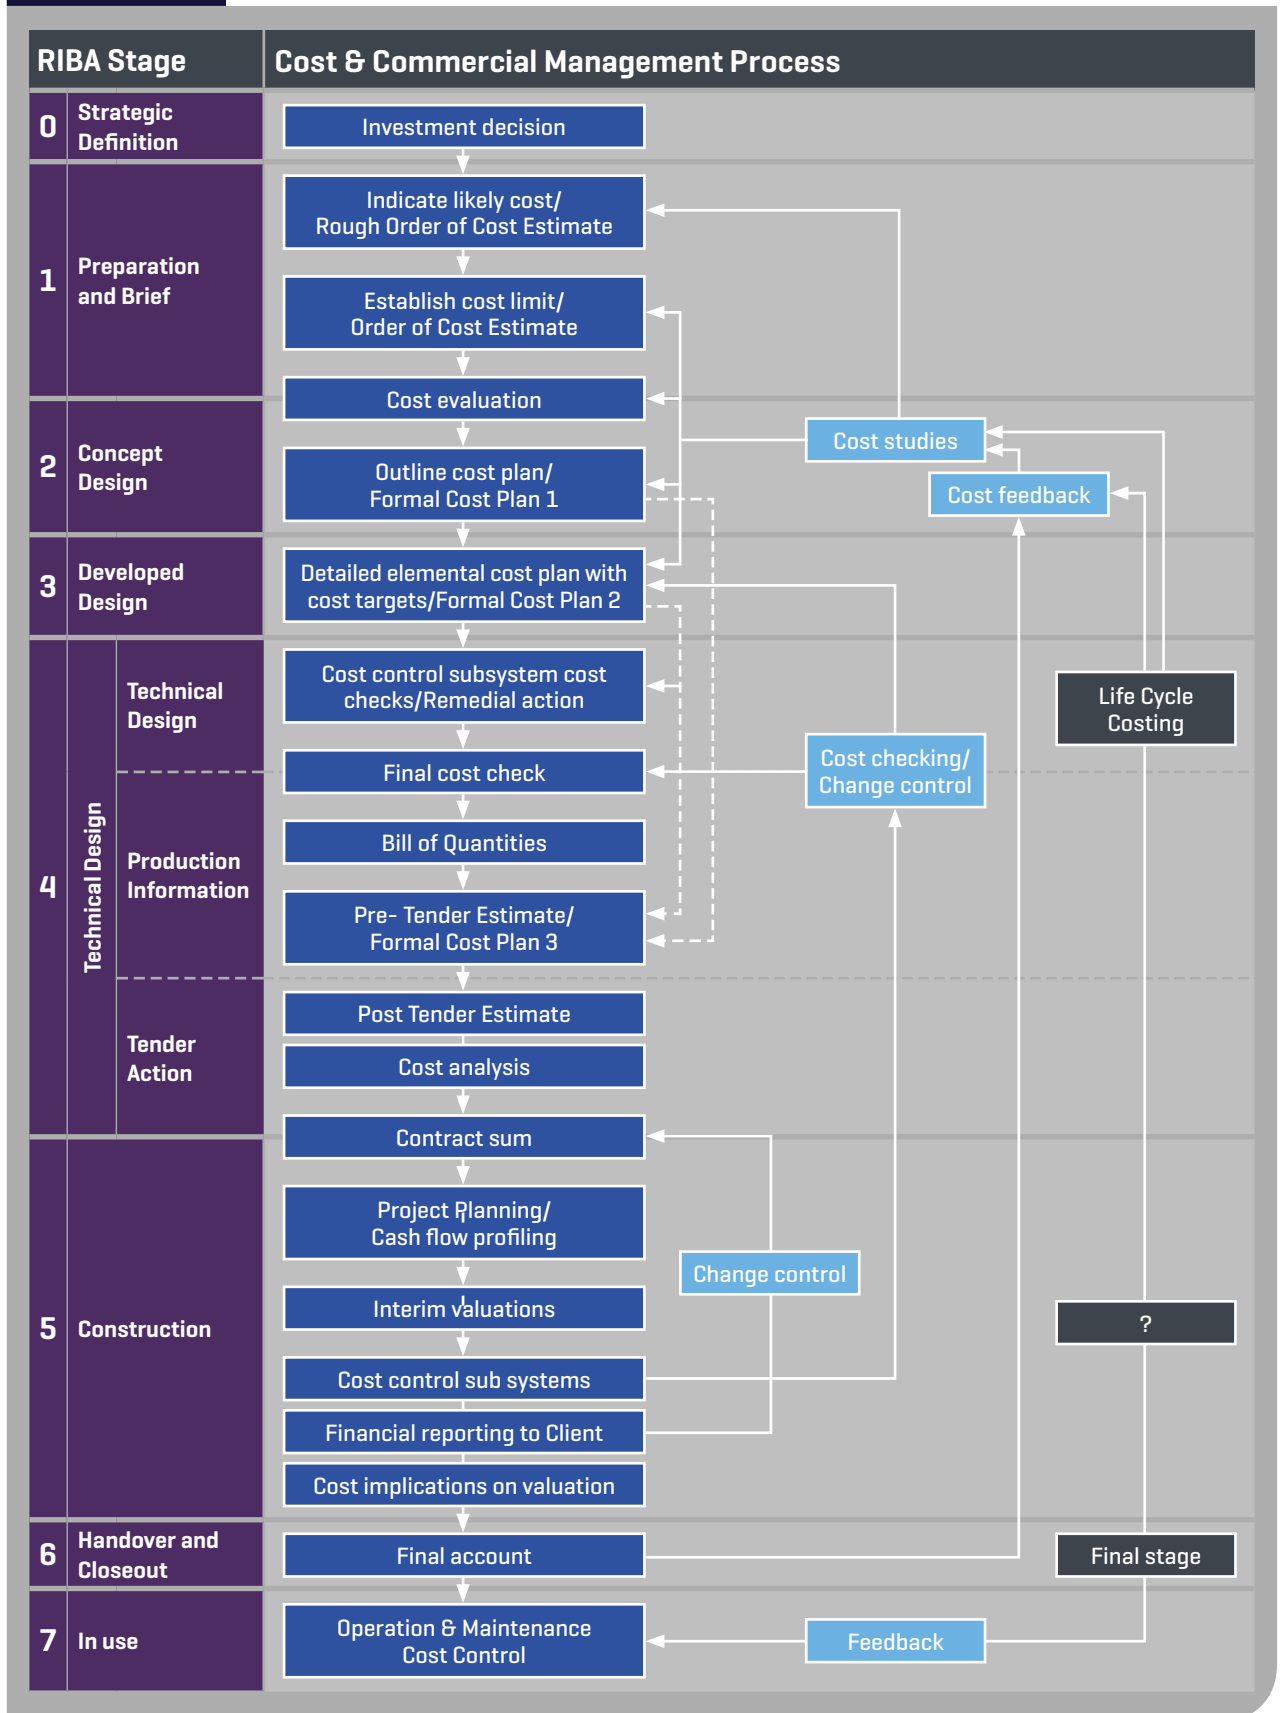 RIBA Stage
Cost & Commercial Management Process
0
Strategic
Definition
Investment decision
1
Preparation
and Brief
Indicate likely cost/
Rough Order of Cost Estimate
Establish cost limit/
Order of Cost Estimate
Cost evaluation
2
Concept
Design
Outline cost plan/
Formal Cost Plan 1
Cost studies
Cost feedback
3
Developed
Design
Detailed elemental cost plan with
cost targets/Formal Cost Plan 2
4
Technical Design
Technical
Design
Cost control subsystem cost
checks/Remedial action
Final cost check
Cost checking/
Change control
Life Cycle
Costing
Production
Information
Bill of Quantities
Pre- Tender Estimate/
Formal Cost Plan 3
Tender
Action
Post Tender Estimate
Cost analysis
Contract sum
5
Construction
Project Planning/
Cash flow profiling
Change control
Interim valuations
?
Cost control sub systems
Financial reporting to Client
Cost implications on valuation
6
Handover and
Closeout
Final account
Final stage
7
In use
Operation & Maintenance
Cost Control
Feedback